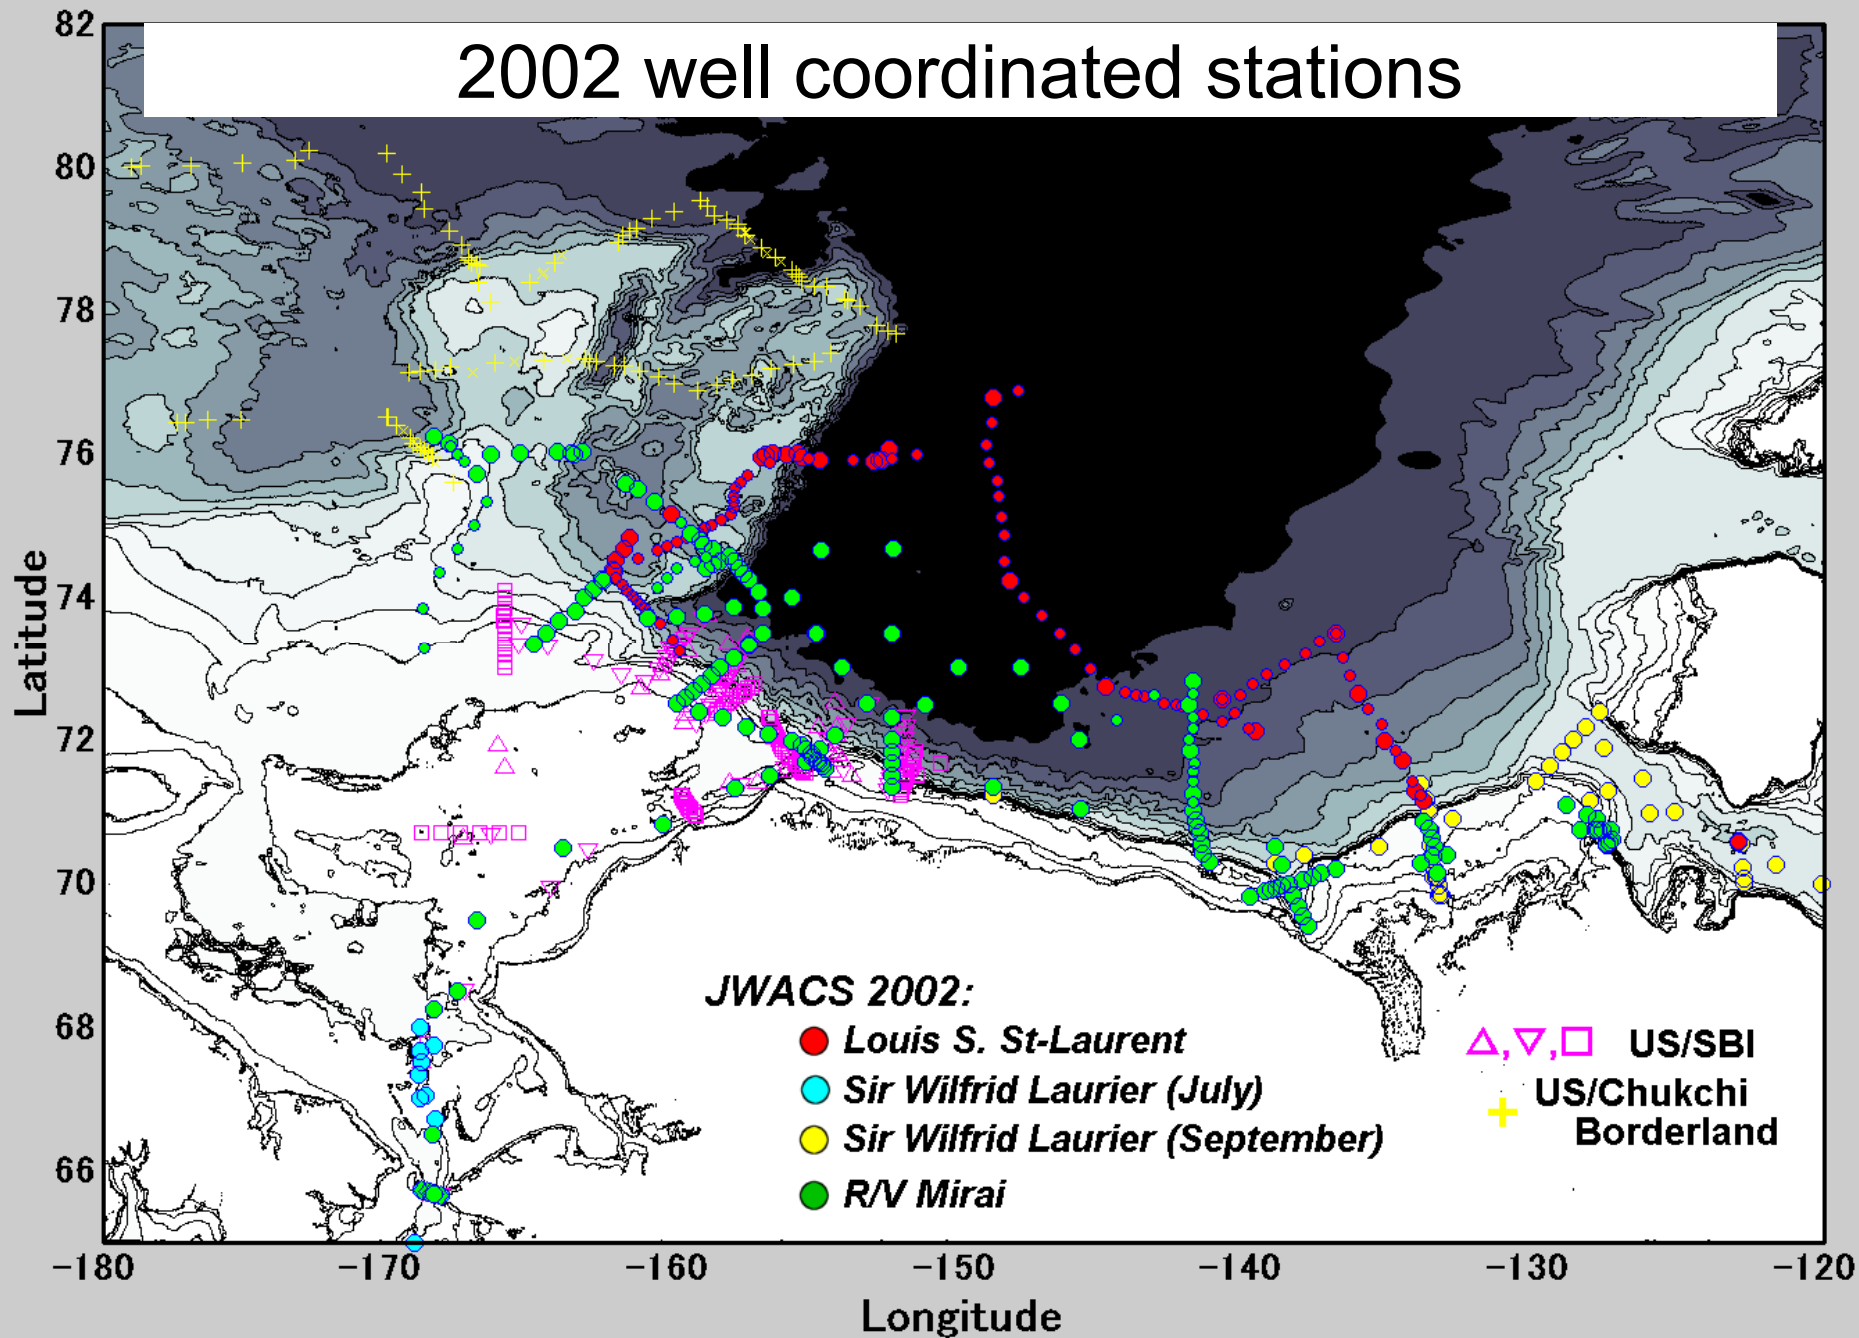 2002 well coordinated stations
82
80
78
76
74
72
70
68
66
Latitude
JWACS 2002:
Louis S. St-Laurent
Sir Wilfrid Laurier (July)
Sir Wilfrid Laurier (September)
R/V Mirai
US/SBI
US/Chukchi
Borderland
-180 -170 -160 -150 -140 -130 -120
Longitude